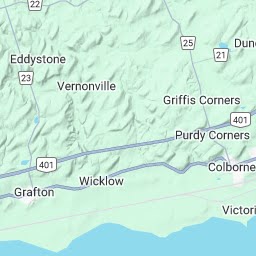 22
25
Dun
21
Eddystone
23
Vernonville
Griffis Corners
401
Purdy Corners
401
Colborne
Wicklow
Grafton
Victori